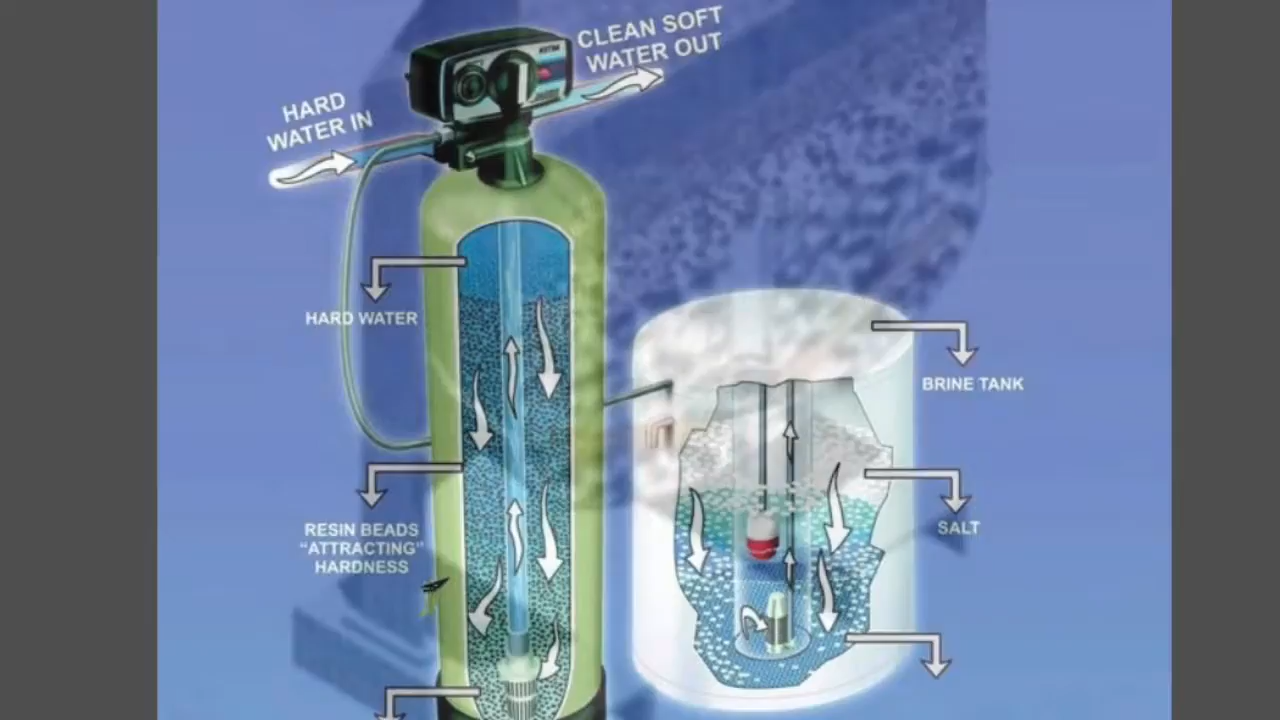 CLEAN SOFT
WATER OUT
HARD
WATER IN
HARD WATER
BRINE TANK
RESIN BEADS
“ATTRACTING”
HARDNESS
SALT